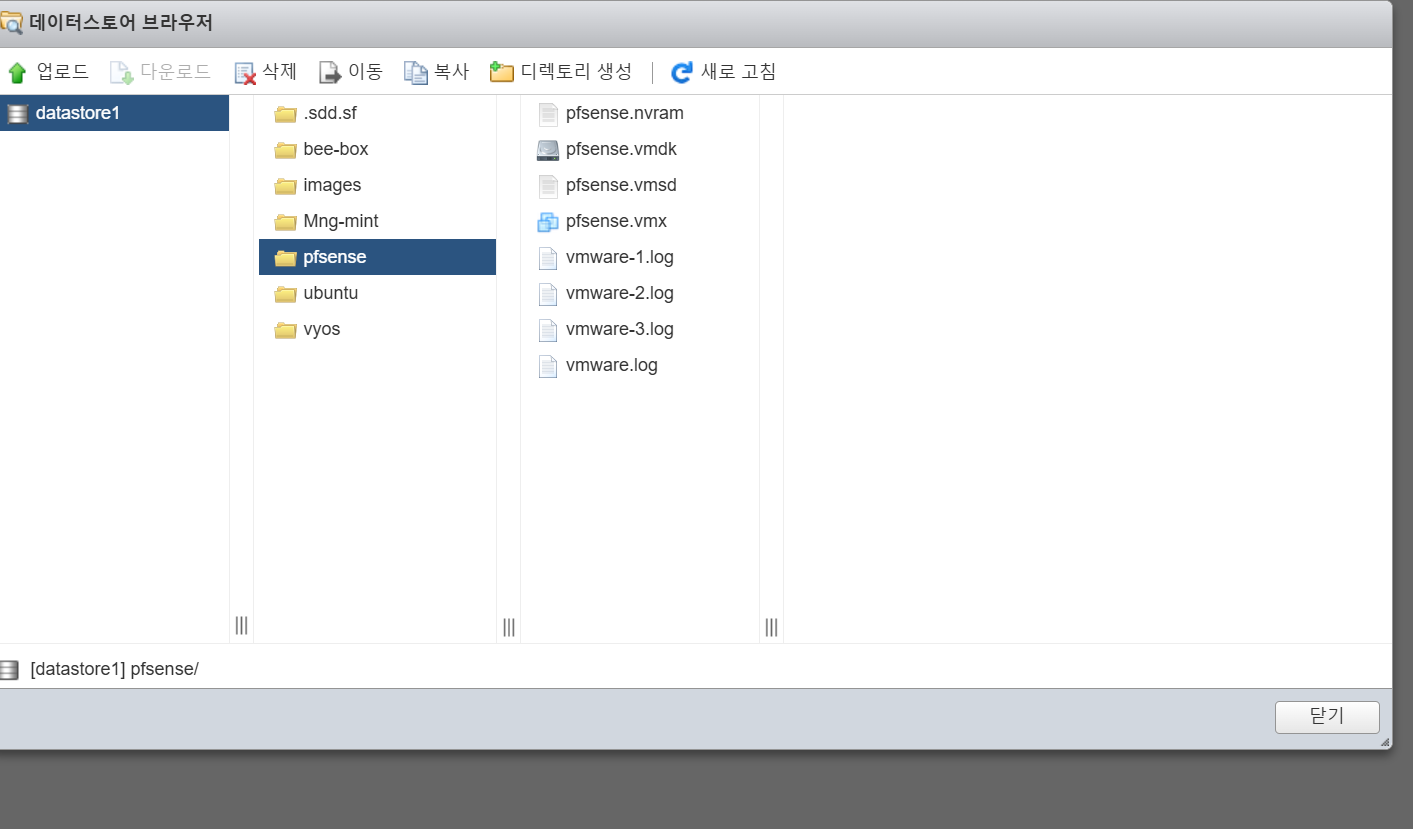 데이터스토어 브라우저
업로드 다운로드 삭제 이동 복사 디렉토리 생성 새로 고침
datastore1
.sdd.sf
bee-box
images
Mng-mint
pfsense
ubuntu
vyos
pfsense.nvram
pfsense.vmdk
pfsense.vmsd
pfsense.vmx
vmware-1.log
vmware-2.log
vmware-3.log
vmware.log
[datastore1] pfsense/
닫기